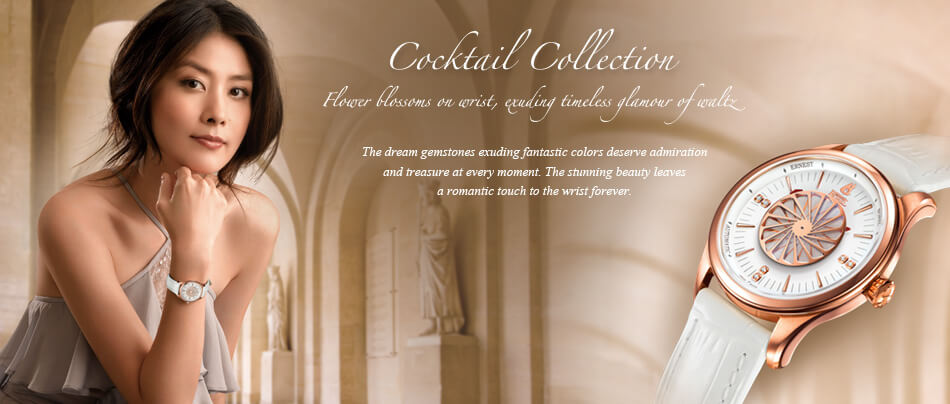 Cocktail Collection
Flower blossoms on wrist, exuding timeless glamour of waltz
The dream gemstones exuding fantastic colors deserve admiration
and treasure at every moment. The stunning beauty leaves
a romantic touch to the wrist forever.
ERNEST